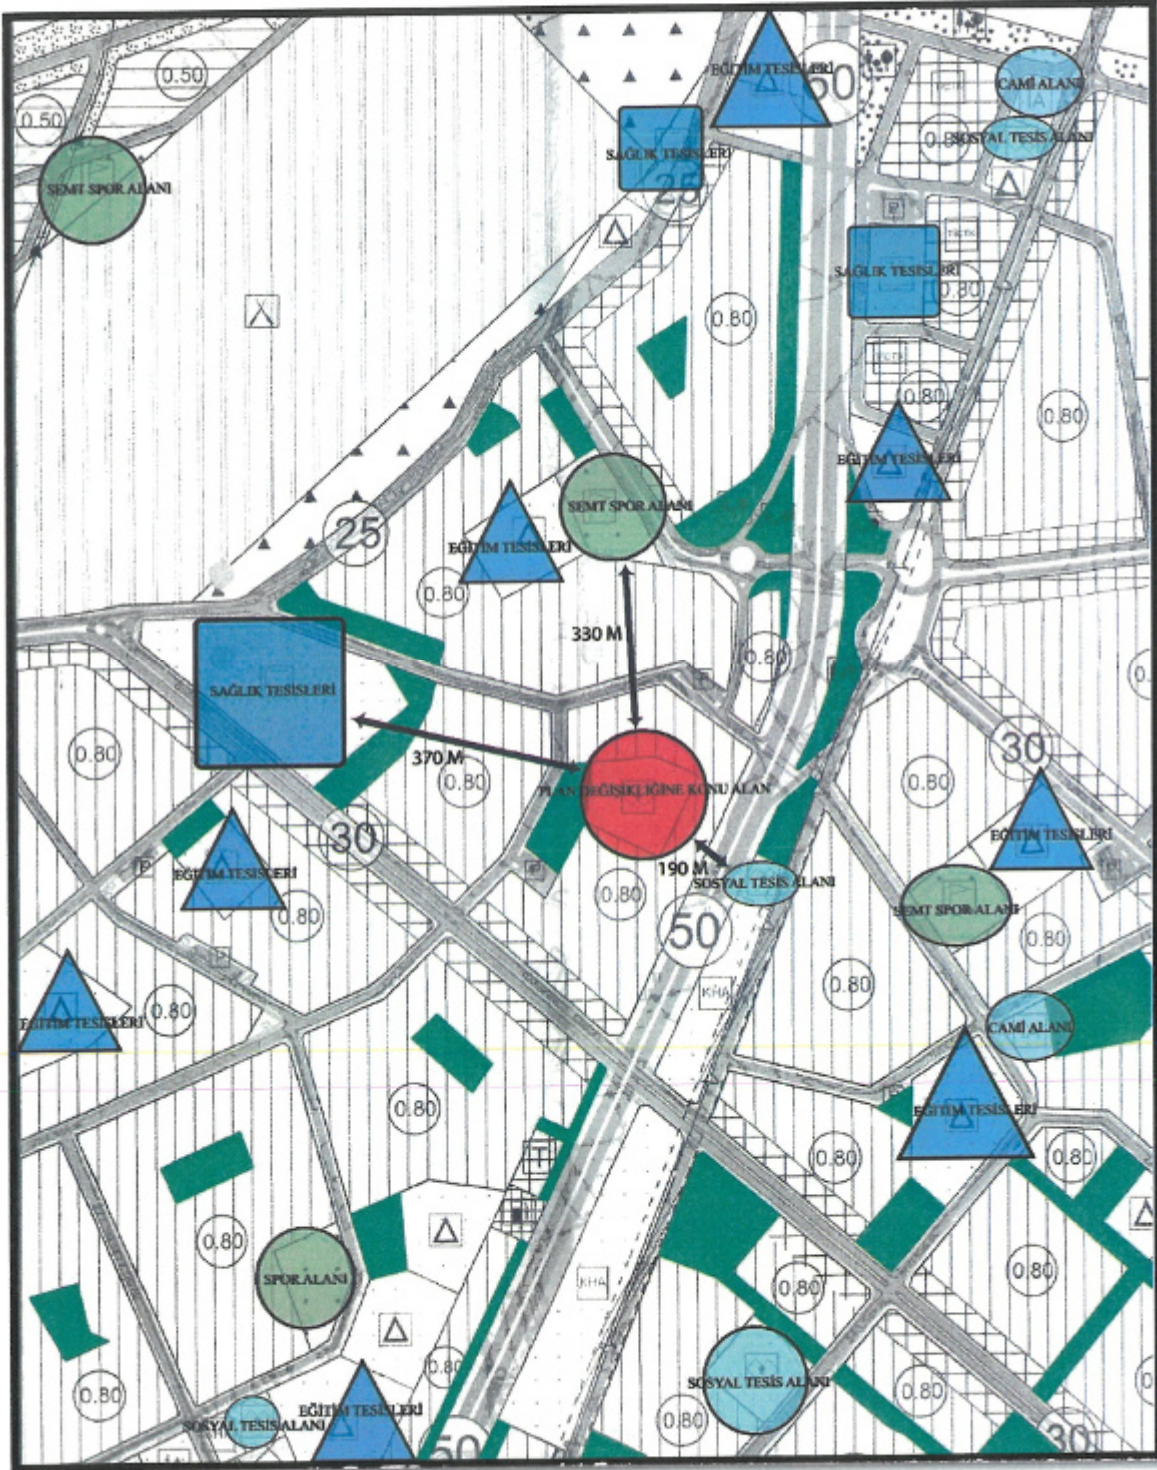 EĞİTİM TESİSLERİ
50
CAMİ ALANI
0.50
0.50
SAĞLIK TESİSLERİ
25
0.80
SOSYAL TESİS ALANI
SEMT SPOR ALANI
P
TİCTK
SAĞLIK TESİSLERİ
0.80
0.80
TİCTK
0.80
0.80
EĞİTİM TESİSLERİ
SEMT SPOR ALANI
25
EĞİTİM TESİSLERİ
0.80
330 M
0.80
SAĞLIK TESİSLERİ
0.80
370 M
0.80
30
PLAN DEĞİŞİKLİĞİNE KONU ALAN
0.80
30
EĞİTİM TESİSLERİ
P
EĞİTİM TESİSLERİ
P
190 M
SOSYAL TESİS ALANI
0.80
0.80
SEMT SPOR ALANI
50
0.80
P
0.80
KHA
0.80
EĞİTİM TESİSLERİ
CAMİ ALANI
0.80
EĞİTİM TESİSLERİ
T
0.80
0.80
0.80
SPOR ALANI
KHA
0.80
0.80
0.80
0.80
SOSYAL TESİS ALANI
0.80
SOSYAL TESİS ALANI
EĞİTİM TESİSLERİ
0.80
50
30